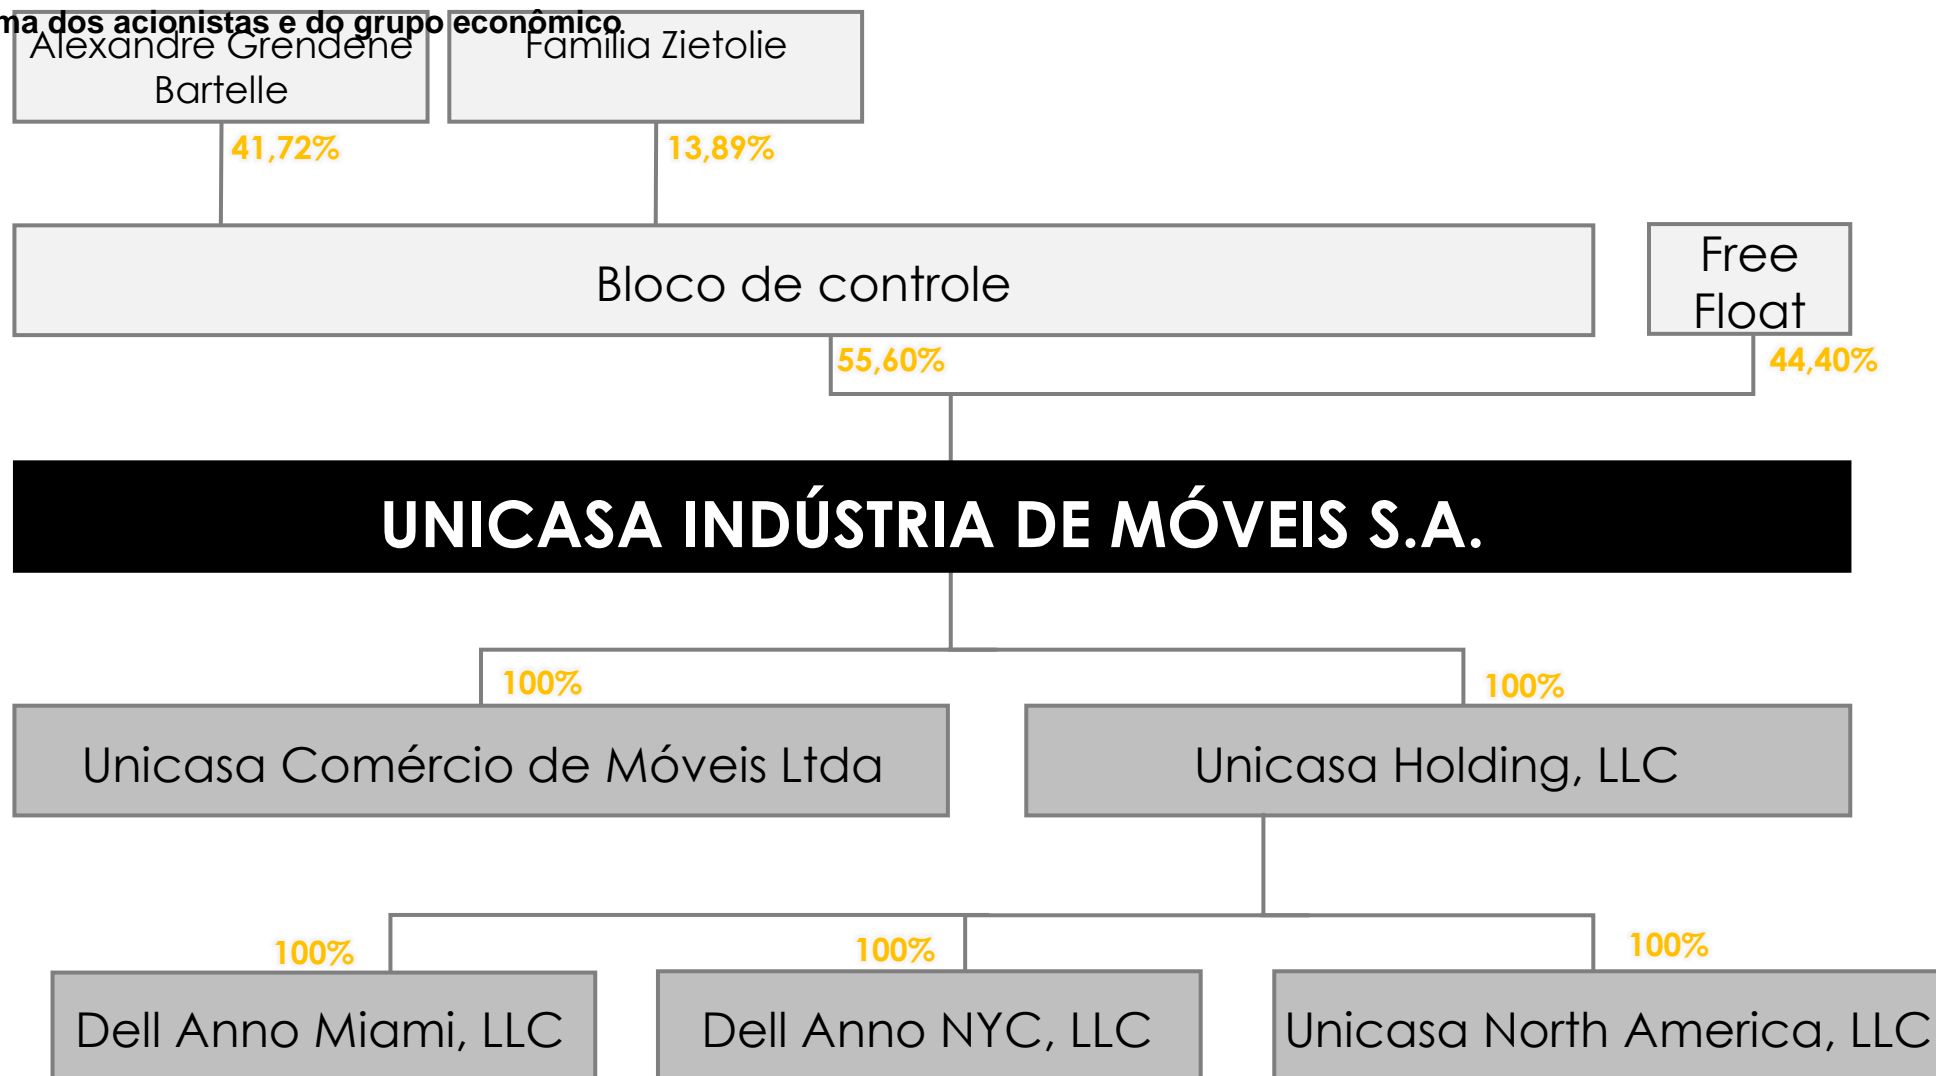 dos acionistas e do grupo econômico
Alexandre Grendene
Bartelle
Família Zietolie
41,72%
13,89%
Bloco de controle
Free
Float
55,60%
44,40%
UNICASA INDÚSTRIA DE MÓVEIS S.A.
100%
100%
Unicasa Comércio de Móveis Ltda
Unicasa Holding, LLC
100%
100%
100%
Dell Anno Miami, LLC
Dell Anno NYC, LLC
Unicasa North America, LLC